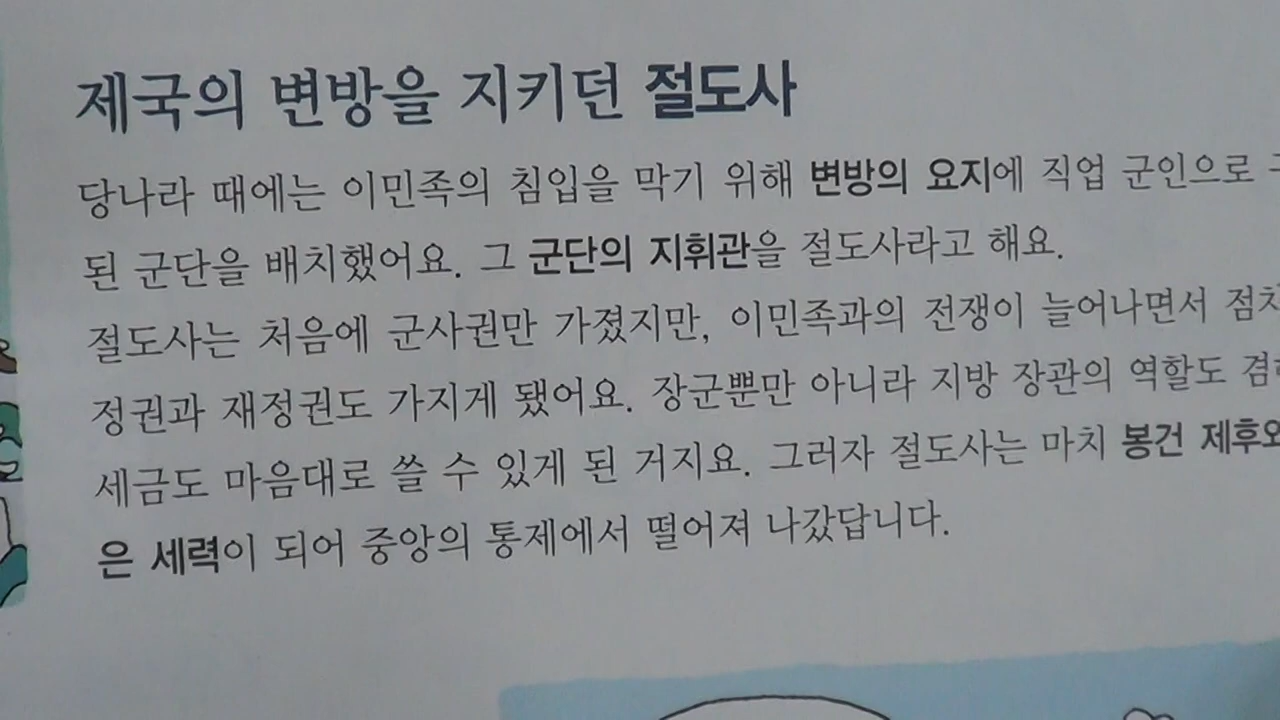 제국의 변방을 지키던 절도사
당나라 때에는 이민족의 침입을 막기 위해 변방의 요지에 직업 군인으로
된 군단을 배치했어요. 그 군단의 지휘관을 절도사라고 해요.
절도사는 처음에 군사권만 가졌지만, 이민족과의 전쟁이 늘어나면서 점차
정권과 재정권도 가지게 됐어요. 장군뿐만 아니라 지방 장관의 역할도
세금도 마음대로 쓸 수 있게 된 거지요. 그러자 절도사는 마치 봉건 제후와
은 세력이 되어 중앙의 통제에서 떨어져 나갔답니다.